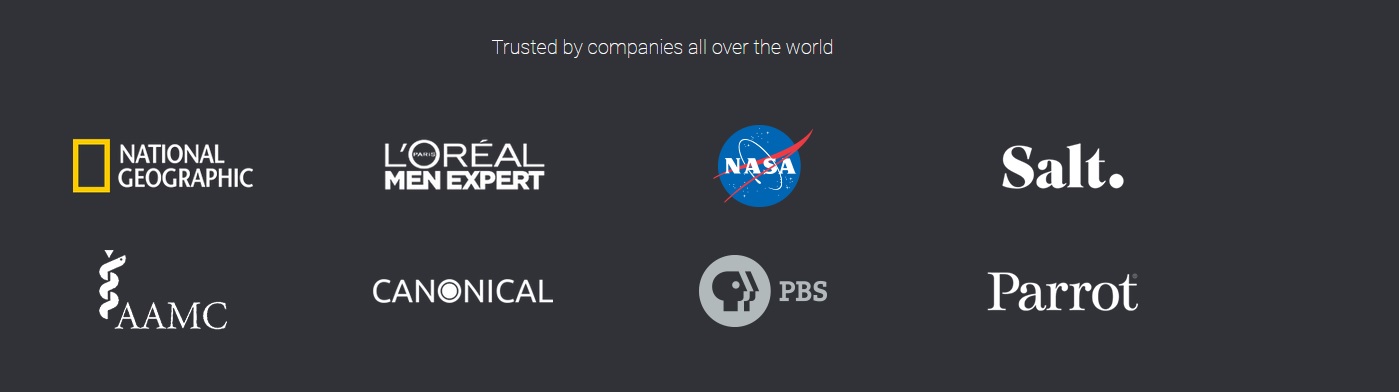 Trusted by companies all over the world
NATIONAL
GEOGRAPHIC
L'ORÉAL
PARIS
MEN EXPERT
NASA
Salt.
AAMC
CANONICAL
PBS
Parrot